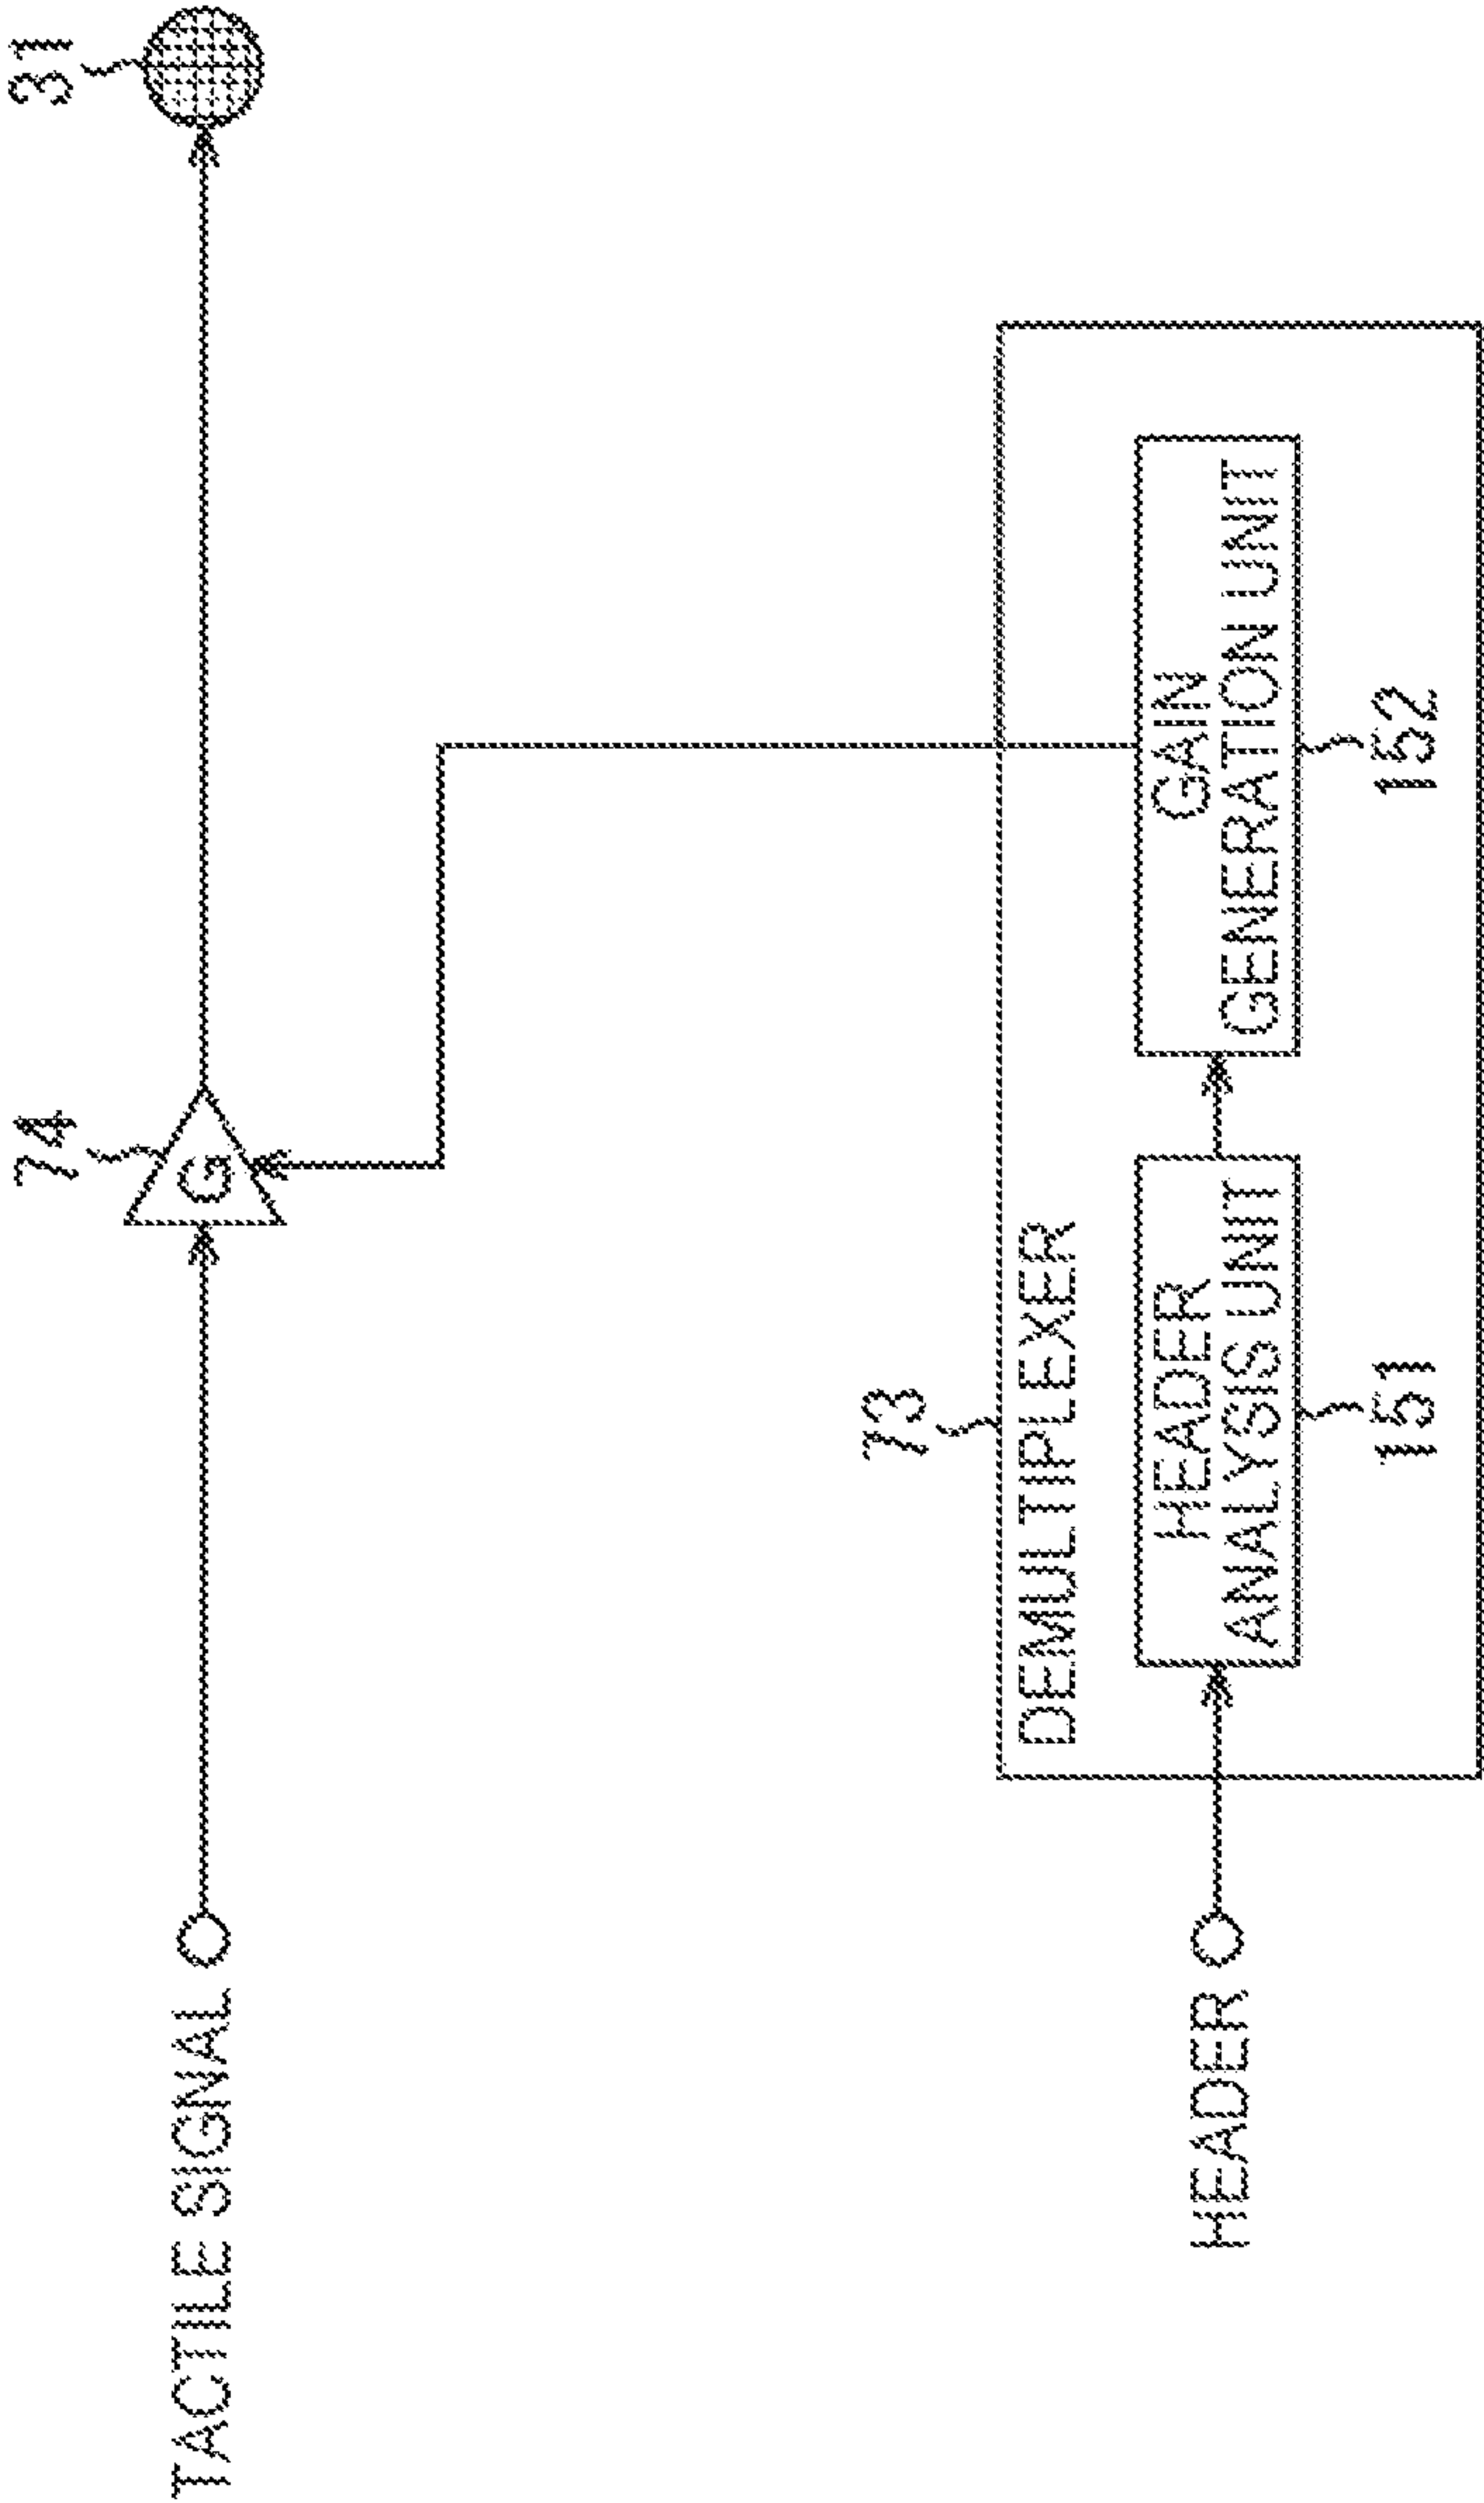 74
31
TACTILE SIGNAL
G
73
DEMULTIPLEXER
HEADER
HEADER
ANALYSIS UNIT
GAIN
GENERATION UNIT
151
152